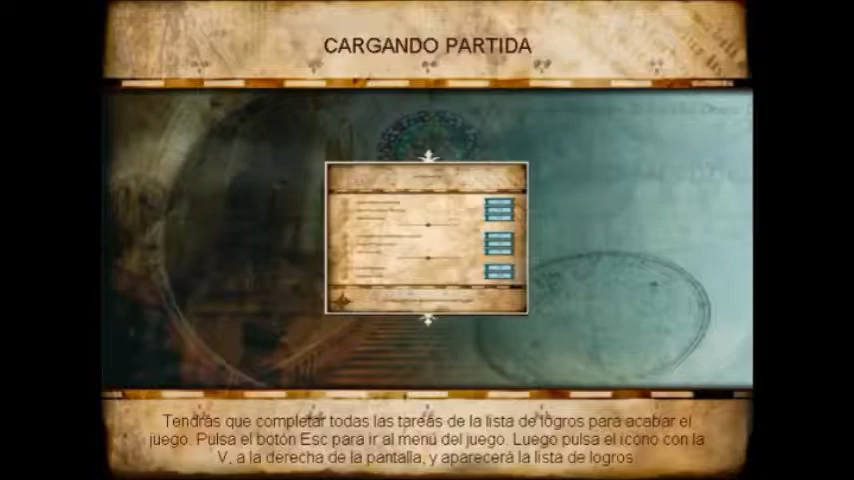 CARGANDO PARTIDA
Tendrás que completar todas las tareas de la lista de logros para acabar el
juego. Pulsa el botón Esc para ir al menú del juego. Luego pulsa el icono con la
V, a la derecha de la pantalla, y aparecerá la lista de logros.